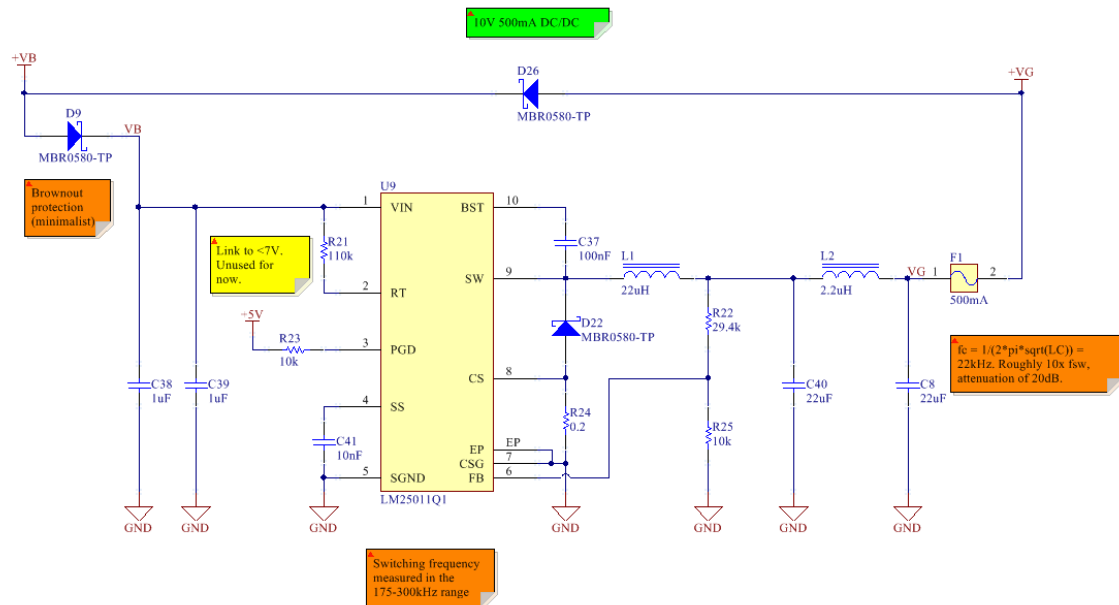 10V 500mA DC/DC
+VB
+VG
D26
MBR0580-TP
D9
VB
MBR0580-TP
Brownout
protection
(minimalist)
U9
1
VIN
BST
10
Link to <7V.
Unused for
now.
R21
110k
C37
100nF
SW
9
L1
22uH
L2
2.2uH
VG
1
F1
2
500mA
2
RT
D22
MBR0580-TP
R22
29.4k
+5V
R23
10k
3
PGD
fc = 1/(2*pi*sqrt(LC)) =
22kHz. Roughly 10x fsw,
attenuation of 20dB.
CS
8
C38
1uF
C39
1uF
4
SS
R24
0.2
C40
22uF
C8
22uF
C41
10nF
R25
10k
EP
EP
CSG
7
5
SGND
FB
6
LM25011Q1
GND
GND
GND
GND
GND
GND
GND
Switching frequency
measured in the
175-300kHz range